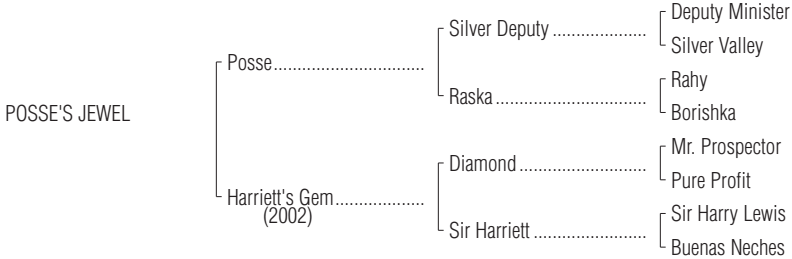 Deputy Minister
Silver Deputy ....................
Silver Valley
Posse................................
Rahy
Raska ................................
Borishka
POSSE'S JEWEL
Mr. Prospector
Diamond ...........................
Pure Profit
Harriett's Gem...................
(2002)
Sir Harry Lewis
Sir Harriett ........................
Buenas Neches